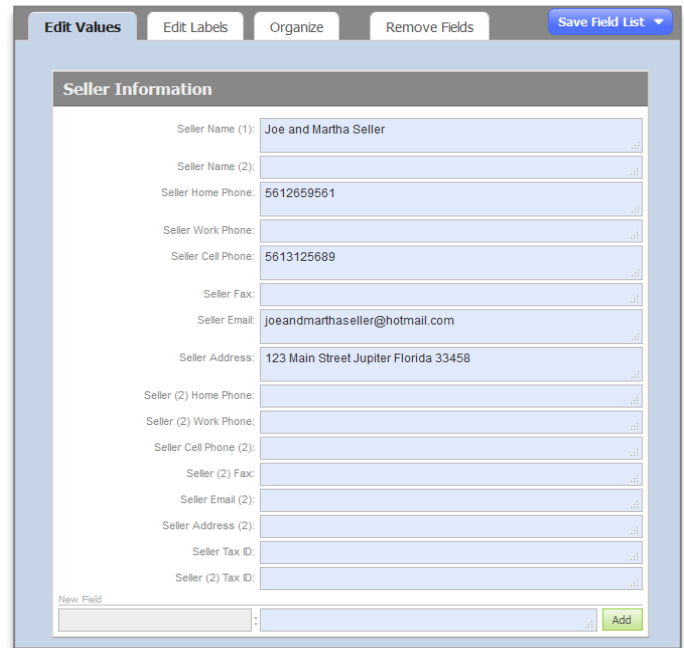 Edit Values Edit Labels Organize Remove Fields Save Field List
Seller Information
Seller Name (1): Joe and Martha Seller
Seller Name (2):
Seller Home Phone: 5612659561
Seller Work Phone:
Seller Cell Phone: 5613125689
Seller Fax:
Seller Email: joeandmarthaseller@hotmail.com
Seller Address: 123 Main Street Jupiter Florida 33458
Seller (2) Home Phone:
Seller (2) Work Phone:
Seller Cell Phone (2):
Seller (2) Fax:
Seller Email (2):
Seller Address (2):
Seller Tax ID:
Seller (2) Tax ID:
New Field
: Add